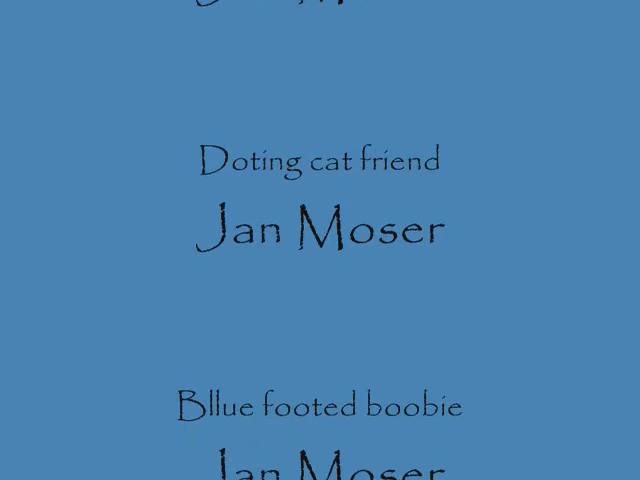 Doting cat friend
Jan Moser
Bllue footed boobie
Jan Moser